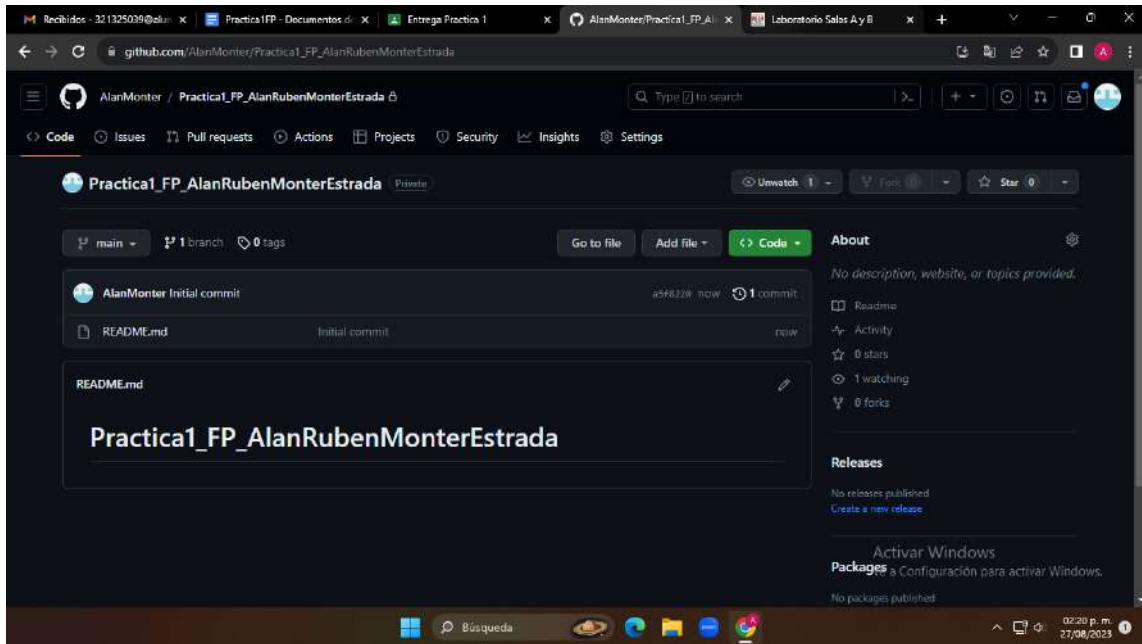 Recibidos - 321325039@alun
Practica1FP - Documentos de
Entrega Practica 1
AlanMonter/Practica1_FP_Al
Laboratorio Salas A y B
github.com/AlanMonter/Practica1_FP_AlanRubenMonterEstrada
A
AlanMonter / Practica1_FP_AlanRubenMonterEstrada
Type / to search
<> Code Issues Pull requests Actions Projects Security Insights Settings
Practica1_FP_AlanRubenMonterEstrada Private
Unwatch 1 Fork 0 Star 0
main 1 branch 0 tags
Go to file Add file <> Code
AlanMonter Initial commit now 1 commit
README.md Initial commit now
README.md
Practica1_FP_AlanRubenMonterEstrada
About
No description, website, or topics provided.
Readme
Activity
0 stars
1 watching
0 forks
Releases
No releases published
Create a new release
Activar Windows
Packages
a Configuración para activar Windows.
No packages published
Búsqueda
02:20 p. m.
27/08/2023
1